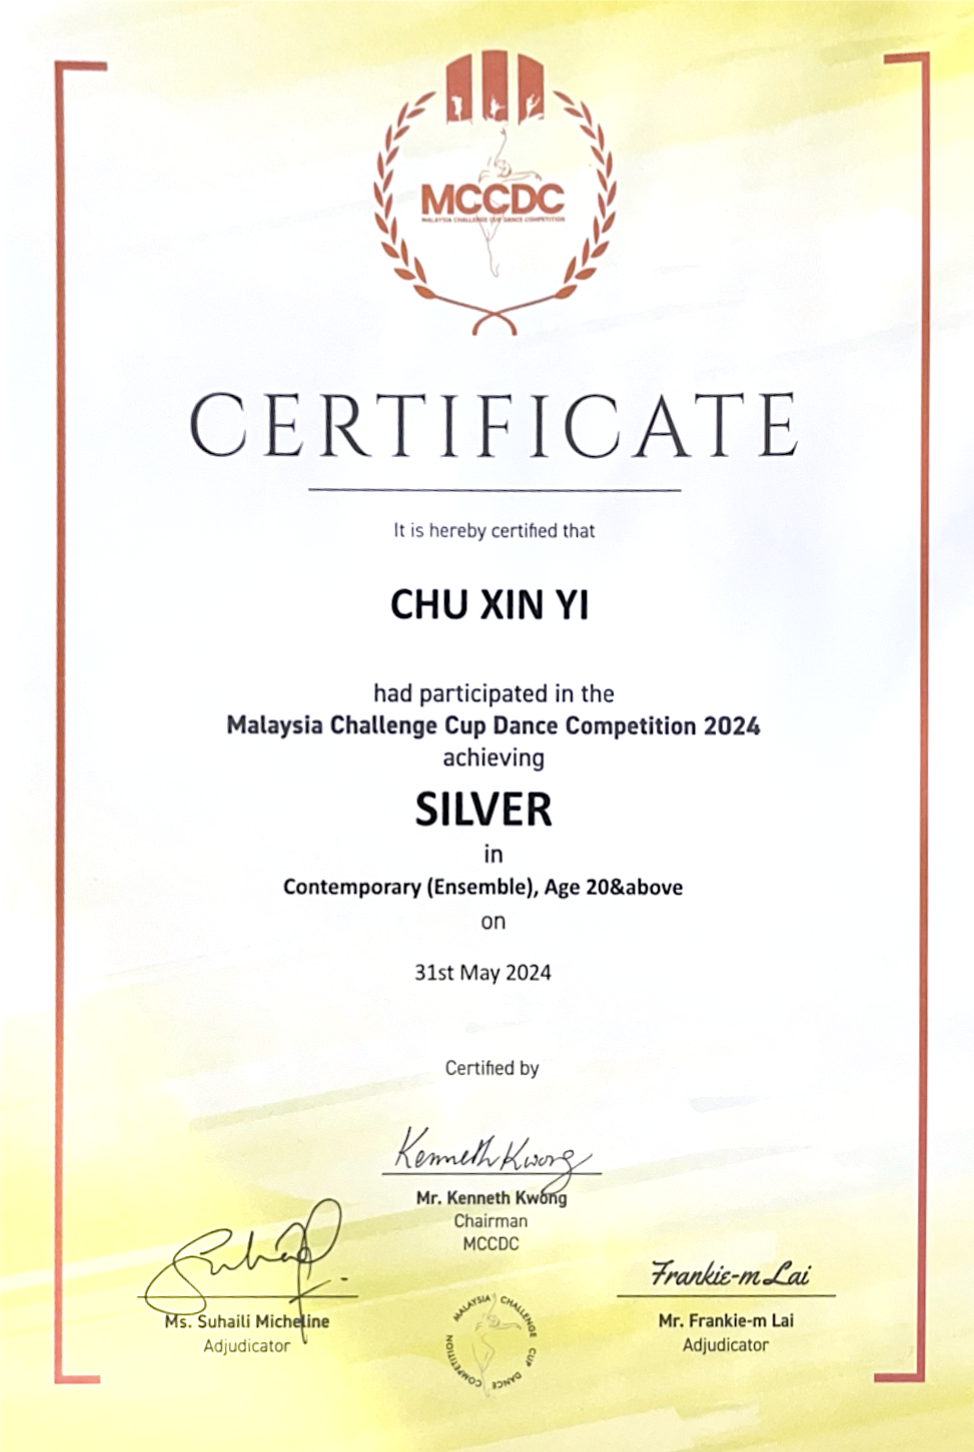 MCCDC
MALAYSIA CHALLENGE CUP DANCE COMPETITION
CERTIFICATE
It is hereby certified that
CHU XIN YI
had participated in the
Malaysia Challenge Cup Dance Competition 2024
achieving
SILVER
in
Contemporary (Ensemble), Age 20&above
on
31st May 2024
Certified by
Kenneth Kwong
Mr. Kenneth Kwong
Chairman
MCCDC
Suhaili
Ms. Suhaili Micheline
Adjudicator
MALAYSIA CHALLENGE CUP DANCE COMPETITION
Frankie-m Lai
Mr. Frankie-m Lai
Adjudicator